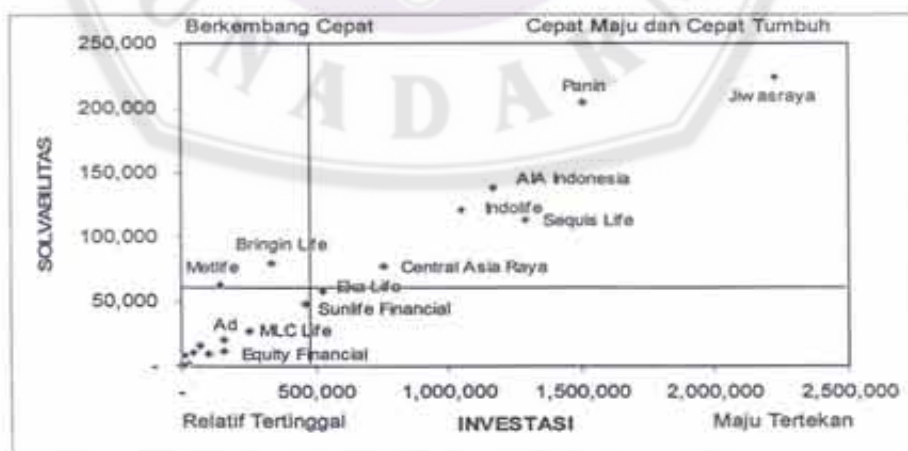 Berkembang Cepat Cepat Maju dan Cepat Tumbuh
250,000
200,000
150,000
100,000
50,000
-
SOLVABILITAS
Panin
Jiwasraya
AIA Indonesia
Indolife
Sequis Life
Bringin Life
Metlife
Central Asia Raya
Eka Life
Sunlife Financial
Ad
MLC Life
Equity Financial
- 500,000 1,000,000 1,500,000 2,000,000 2,500,000
Relatif Tertinggal INVESTASI Maju Tertekan
NADAK